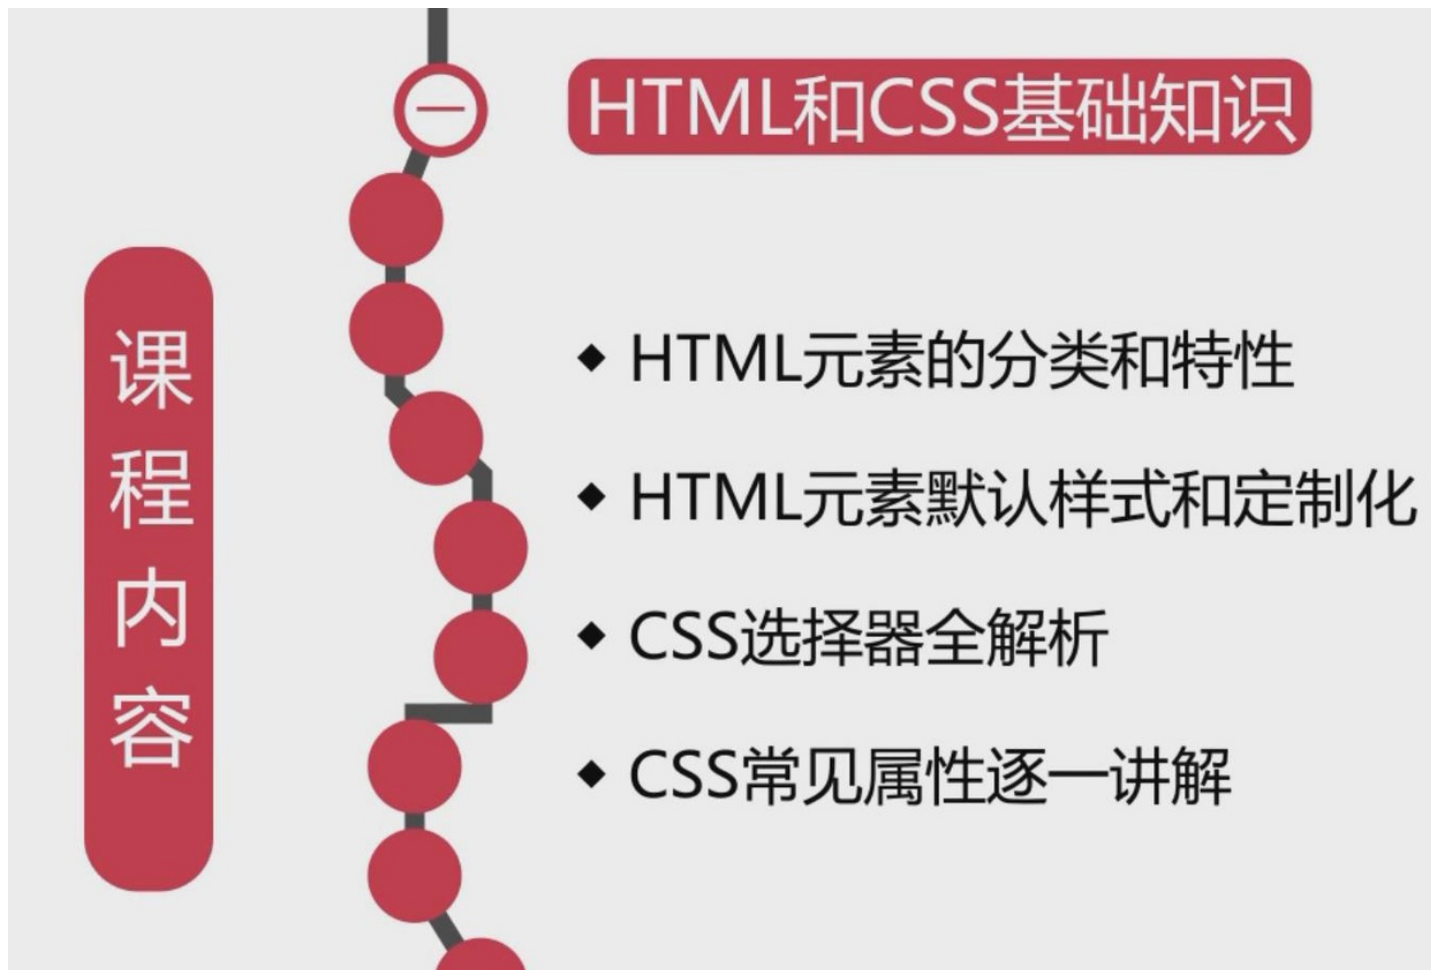 课程内容
一
HTML和CSS基础知识
◆ HTML元素的分类和特性
◆ HTML元素默认样式和定制化
◆ CSS选择器全解析
◆ CSS常见属性逐一讲解